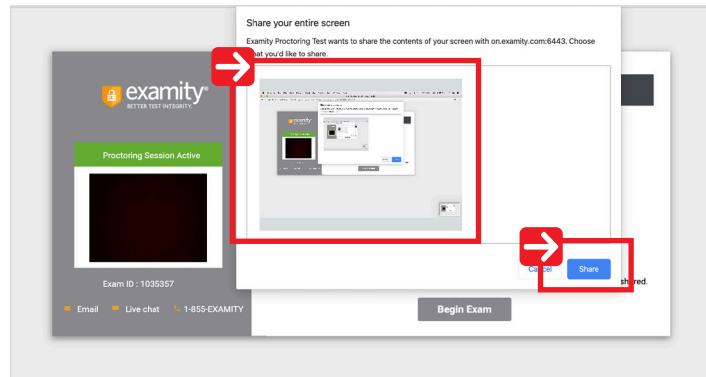 Share your entire screen
Examity Proctoring Test wants to share the contents of your screen with on.examity.com:6443. Choose
at you'd like to share.
examity®
BETTER TEST INTEGRITY.
Proctoring Session Active
Exam ID : 1035357
Email Live chat 1-855-EXAMITY
Cancel Share
shared.
Begin Exam